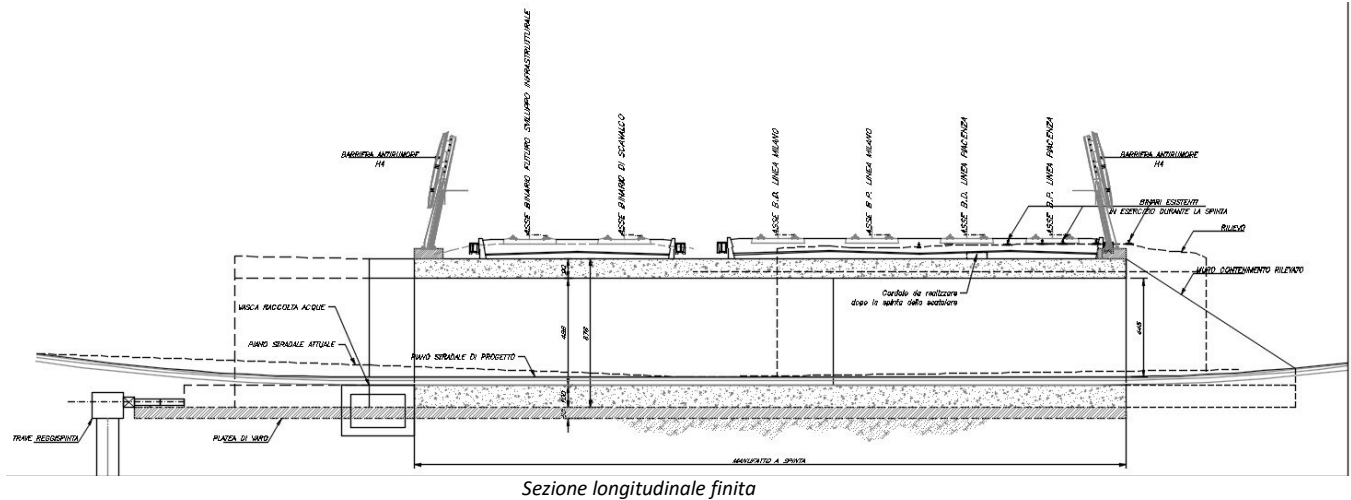 ASSE BINARIO FUTURO SVILUPPO INFRASTRUTTURALE
ASSE BINARIO DI SCAVALCO
ASSE B.D. LINEA MILANO
ASSE B.P. LINEA MILANO
ASSE B.D. LINEA PIACENZA
ASSE B.P. LINEA PIACENZA
BARRIERA ANTIRUMORE
H4
BARRIERA ANTIRUMORE
H4
BINARI ESISTENTI
IN ESERCIZIO DURANTE LA SPINTA
RILIEVO
MURO CONTENIMENTO RILEVATO
Cordolo da realizzare
dopo la spinta dello scatolare
VASCA RACCOLTA ACQUE
PIANO STRADALE ATTUALE
PIANO STRADALE DI PROGETTO
TRAVE REGGISPINTA
PLATEA DI VARO
MANUFATTO A SPINTA
Sezione longitudinale finita